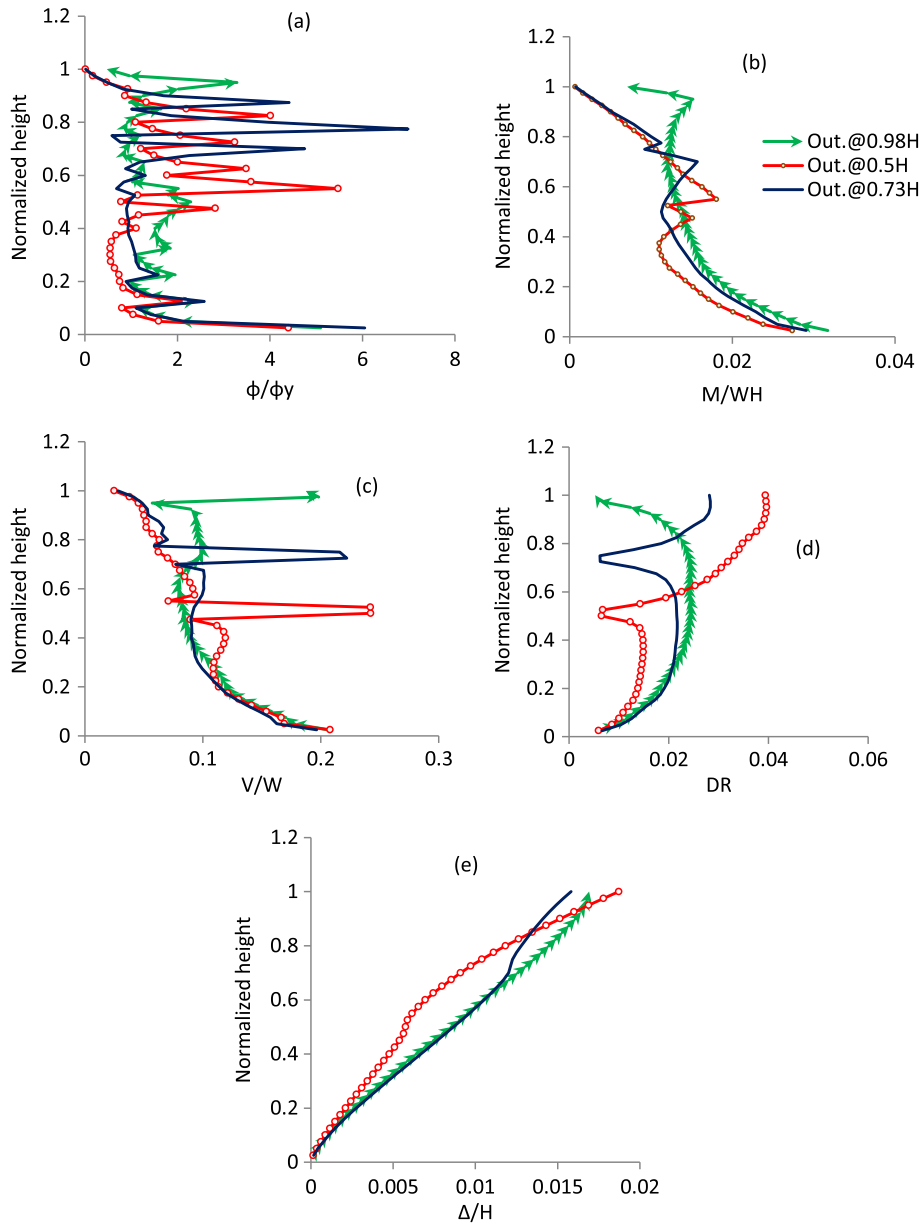 (a)
Normalized height
1.2
1
0.8
0.6
0.4
0.2
0
0 2 4 6 8
ϕ/ϕy
(b)
Normalized height
1.2
1
0.8
0.6
0.4
0.2
0
0 0.02 0.04
M/WH
Out.@0.98H
Out.@0.5H
Out.@0.73H
(c)
Normalized height
1.2
1
0.8
0.6
0.4
0.2
0
0 0.1 0.2 0.3
V/W
(d)
Normalized height
1.2
1
0.8
0.6
0.4
0.2
0
0 0.02 0.04 0.06
DR
(e)
Normalized height
1.2
1
0.8
0.6
0.4
0.2
0
0 0.005 0.01 0.015 0.02
Δ/H